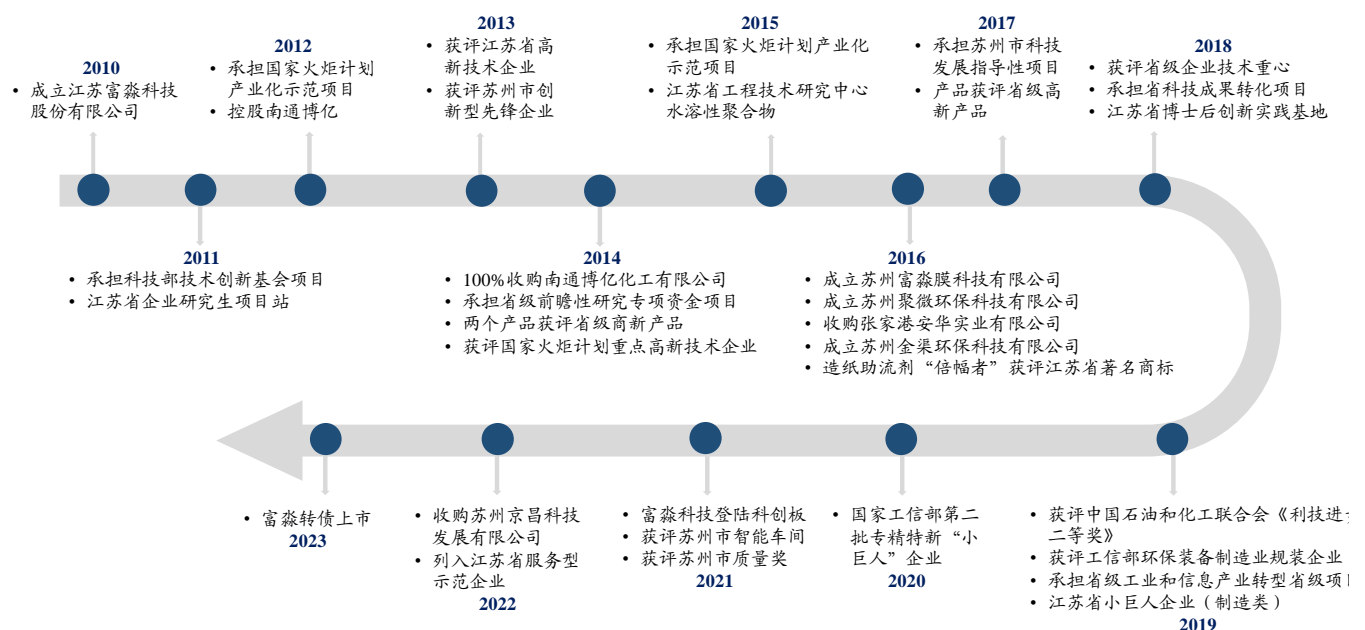 2010
• 成立江苏富淼科技
股份有限公司
2011
• 承担科技部技术创新基会项目
• 江苏省企业研究生项目站
2012
• 承担国家火炬计划
产业化示范项目
• 控股南通博亿
2013
• 获评江苏省高
新技术企业
• 获评苏州市创
新型先锋企业
2014
• 100%收购南通博亿化工有限公司
• 承担省级前瞻性研究专项资金项目
• 两个产品获评省级商新产品
• 获评国家火炬计划重点高新技术企业
2015
• 承担国家火炬计划产业化
示范项目
• 江苏省工程技术研究中心
水溶性聚合物
2016
• 成立苏州富淼膜科技有限公司
• 成立苏州聚微环保科技有限公司
• 收购张家港安华实业有限公司
• 成立苏州金渠环保科技有限公司
• 造纸助流剂“倍幅者”获评江苏省著名商标
2017
• 承担苏州市科技
发展指导性项目
• 产品获评省级高
新产品
2018
• 获评省级企业技术重心
• 承担省科技成果转化项目
• 江苏省博士后创新实践基地
• 获评中国石油和化工联合会《利技进步
二等奖》
• 获评工信部环保装备制造业规装企业
• 承担省级工业和信息产业转型省级项目
• 江苏省小巨人企业（制造类）
2019
• 国家工信部第二
批专精特新“小
巨人”企业
2020
• 富淼科技登陆科创板
• 获评苏州市智能车间
• 获评苏州市质量奖
2021
• 收购苏州京昌科技
发展有限公司
• 列入江苏省服务型
示范企业
2022
• 富淼转债上市
2023